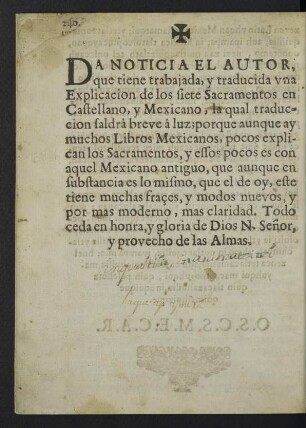 DA NOTICIA EL AUTOR,
que tiene trabajada, y traducida vna
Explicacion de los siete Sacramentos en
Castellano, y Mexicano, la qual traduc-
cion saldrà breve à luz; porque aunque ay
muchos Libros Mexicanos, pocos expli-
can los Sacramentos, y essos pocos es con
aquel Mexicano antiguo, que aunque en
substancia es lo mismo, que el de oy, este
tiene muchas fraçes, y modos nuevos, y
por mas moderno, mas claridad. Todo
ceda en honra, y gloria de Dios N. Señor,
y provecho de las Almas.
O.S.C.S.M.E.C.A.R.